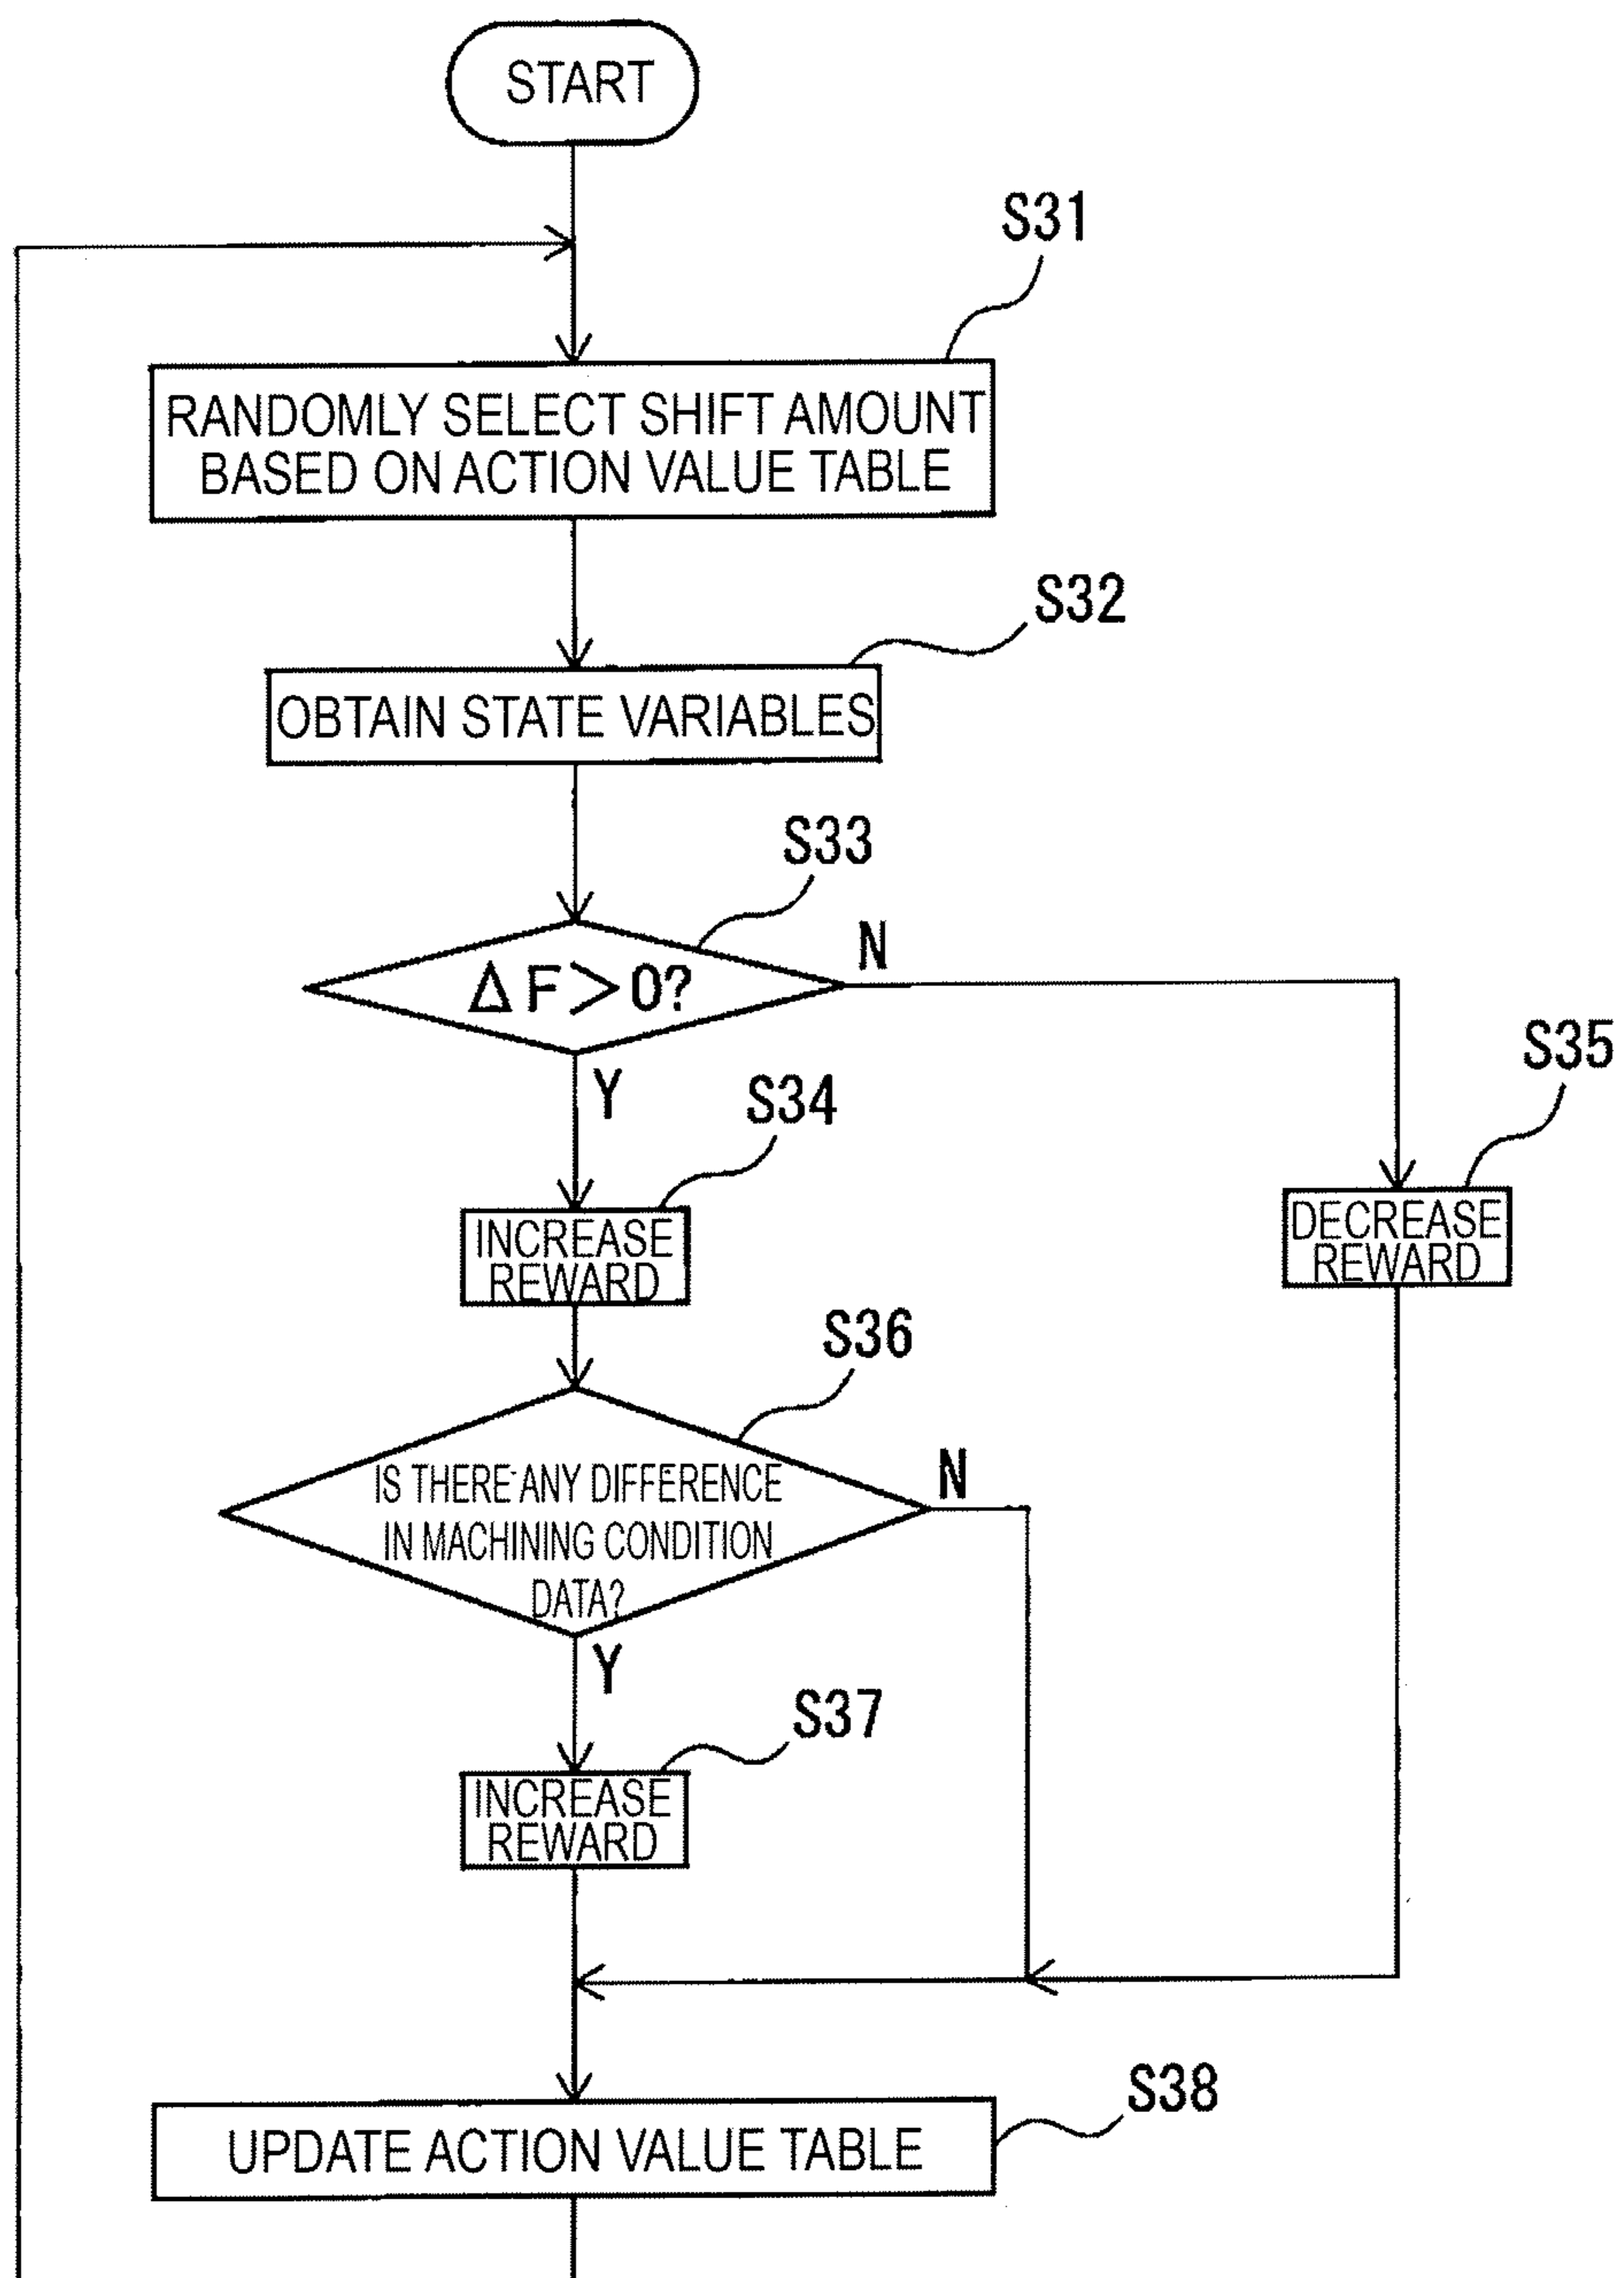 START
S31
RANDOMLY SELECT SHIFT AMOUNT
BASED ON ACTION VALUE TABLE
S32
OBTAIN STATE VARIABLES
S33
N
ΔF>0?
S35
Y
S34
INCREASE
REWARD
DECREASE
REWARD
S36
N
IS THERE ANY DIFFERENCE
IN MACHINING CONDITION
DATA?
Y
S37
INCREASE
REWARD
S38
UPDATE ACTION VALUE TABLE